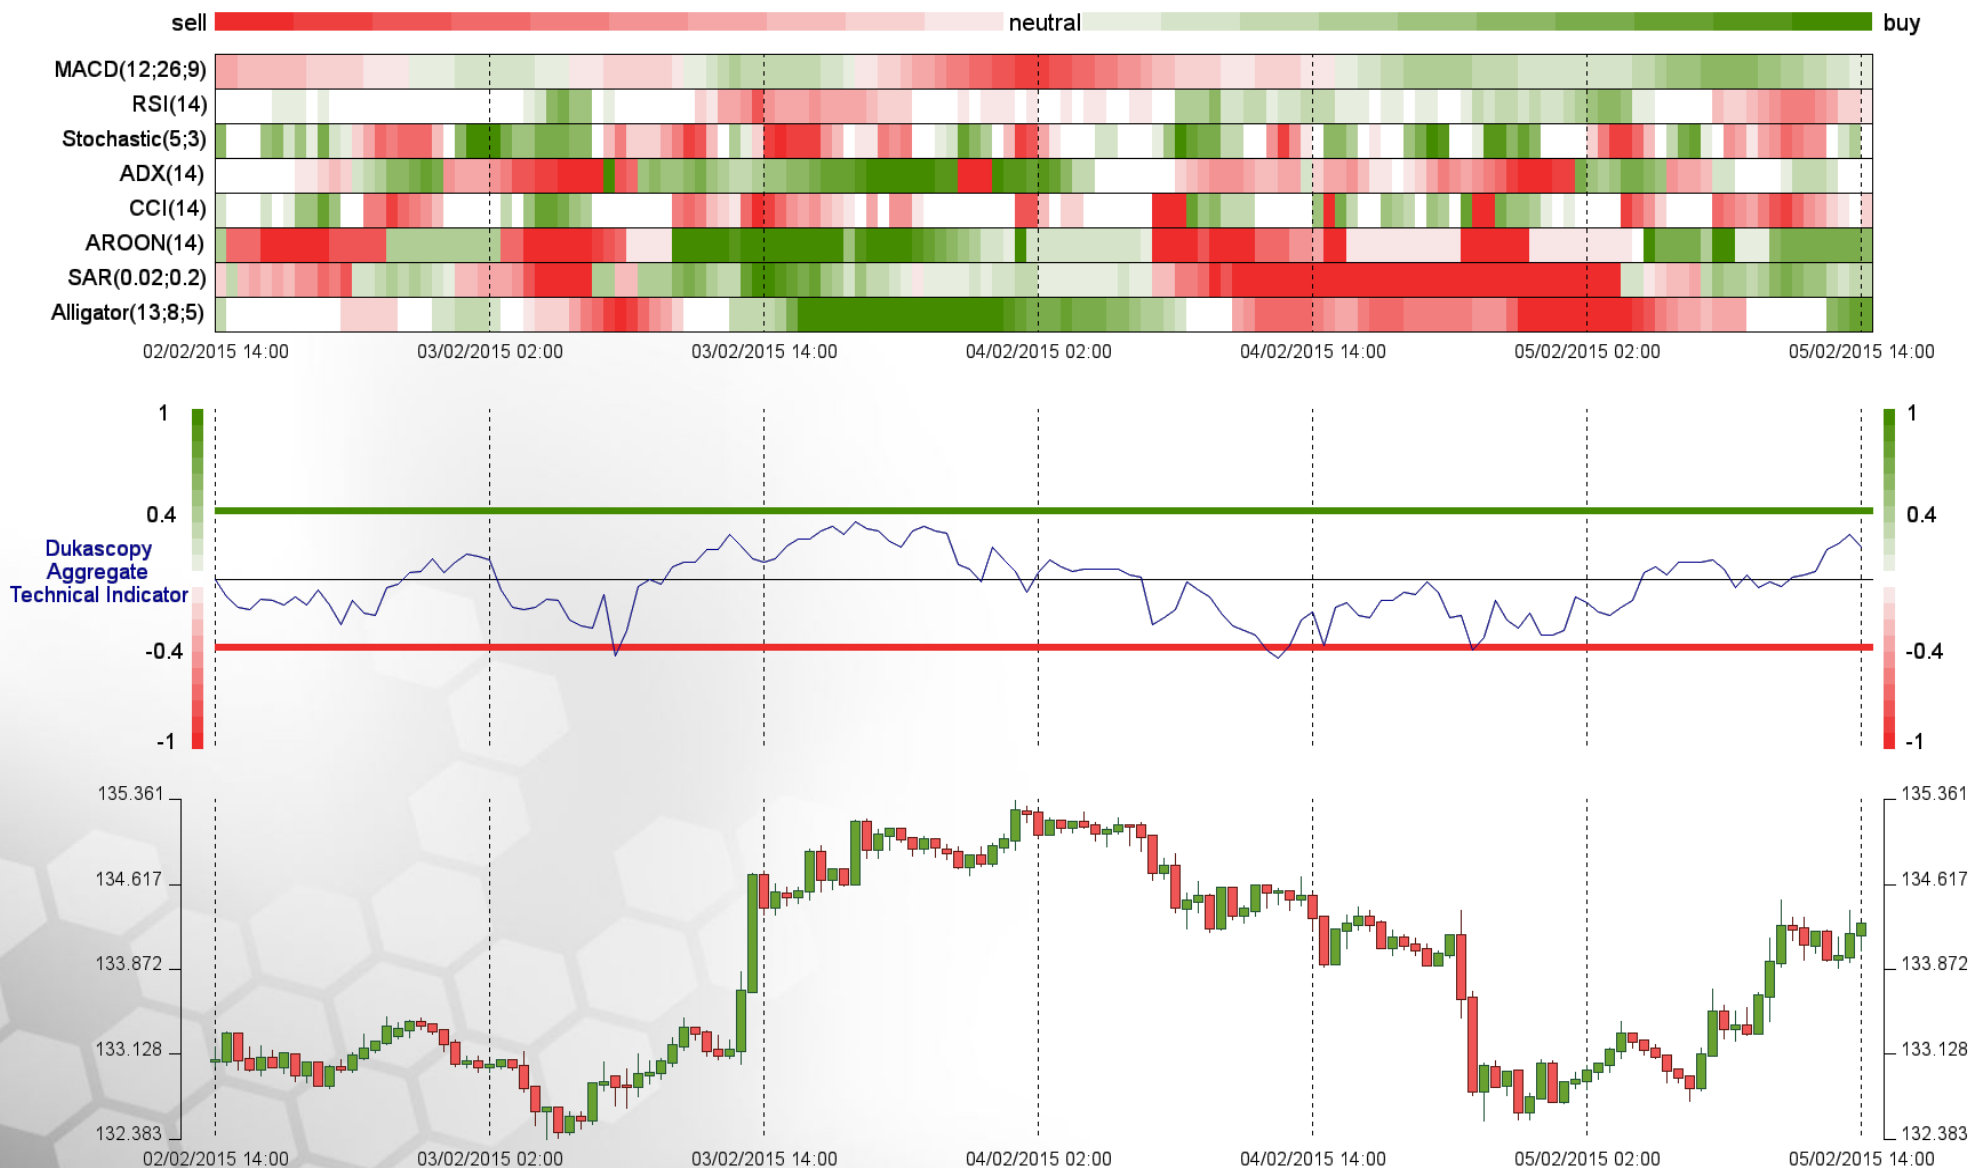 sell neutral buy
MACD(12;26;9)
RSI(14)
Stochastic(5;3)
ADX(14)
CCI(14)
AROON(14)
SAR(0.02;0.2)
Alligator(13;8;5)
02/02/2015 14:00 03/02/2015 02:00 03/02/2015 14:00 04/02/2015 02:00 04/02/2015 14:00 05/02/2015 02:00 05/02/2015 14:00
1 1
0.4 0.4
Dukascopy
Aggregate
Technical Indicator
-0.4 -0.4
-1 -1
135.361 135.361
134.617 134.617
133.872 133.872
133.128 133.128
132.383 132.383
02/02/2015 14:00 03/02/2015 02:00 03/02/2015 14:00 04/02/2015 02:00 04/02/2015 14:00 05/02/2015 02:00 05/02/2015 14:00